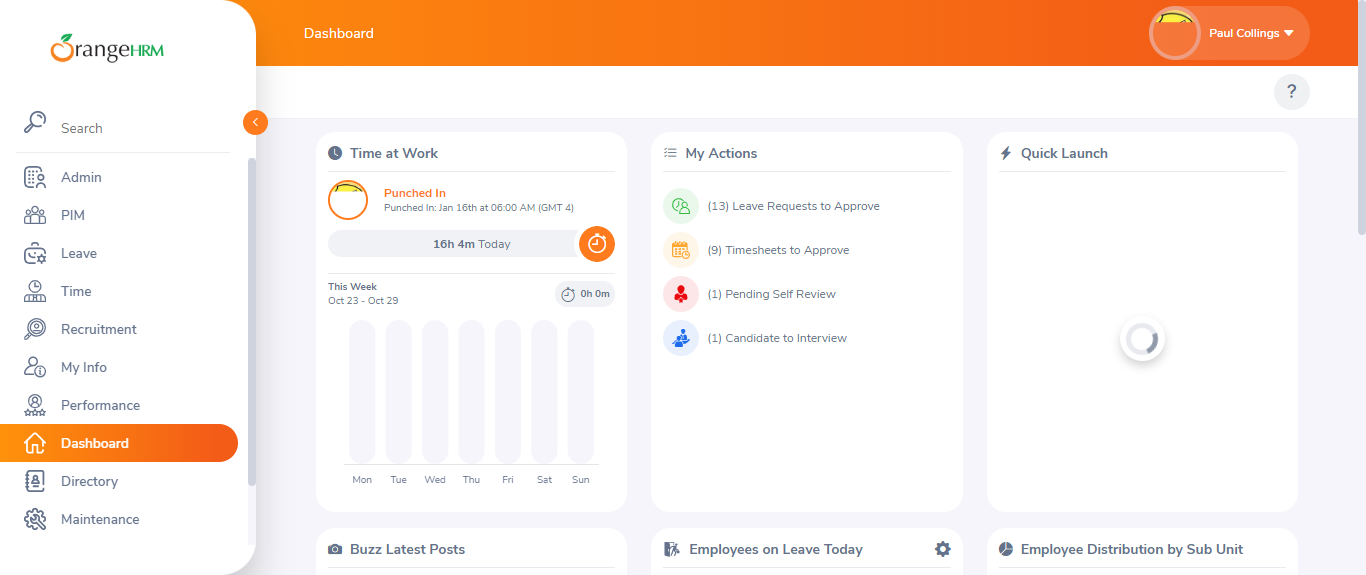 OrangeHRM
Search
Admin
PIM
Leave
Time
Recruitment
My Info
Performance
Dashboard
Directory
Maintenance
Dashboard
Paul Collings
?
Time at Work
Punched In
Punched In: Jan 16th at 06:00 AM (GMT 4)
16h 4m Today
This Week
Oct 23 - Oct 29
0h 0m
Mon Tue Wed Thu Fri Sat Sun
My Actions
(13) Leave Requests to Approve
(9) Timesheets to Approve
(1) Pending Self Review
(1) Candidate to Interview
Quick Launch
Buzz Latest Posts
Employees on Leave Today
Employee Distribution by Sub Unit